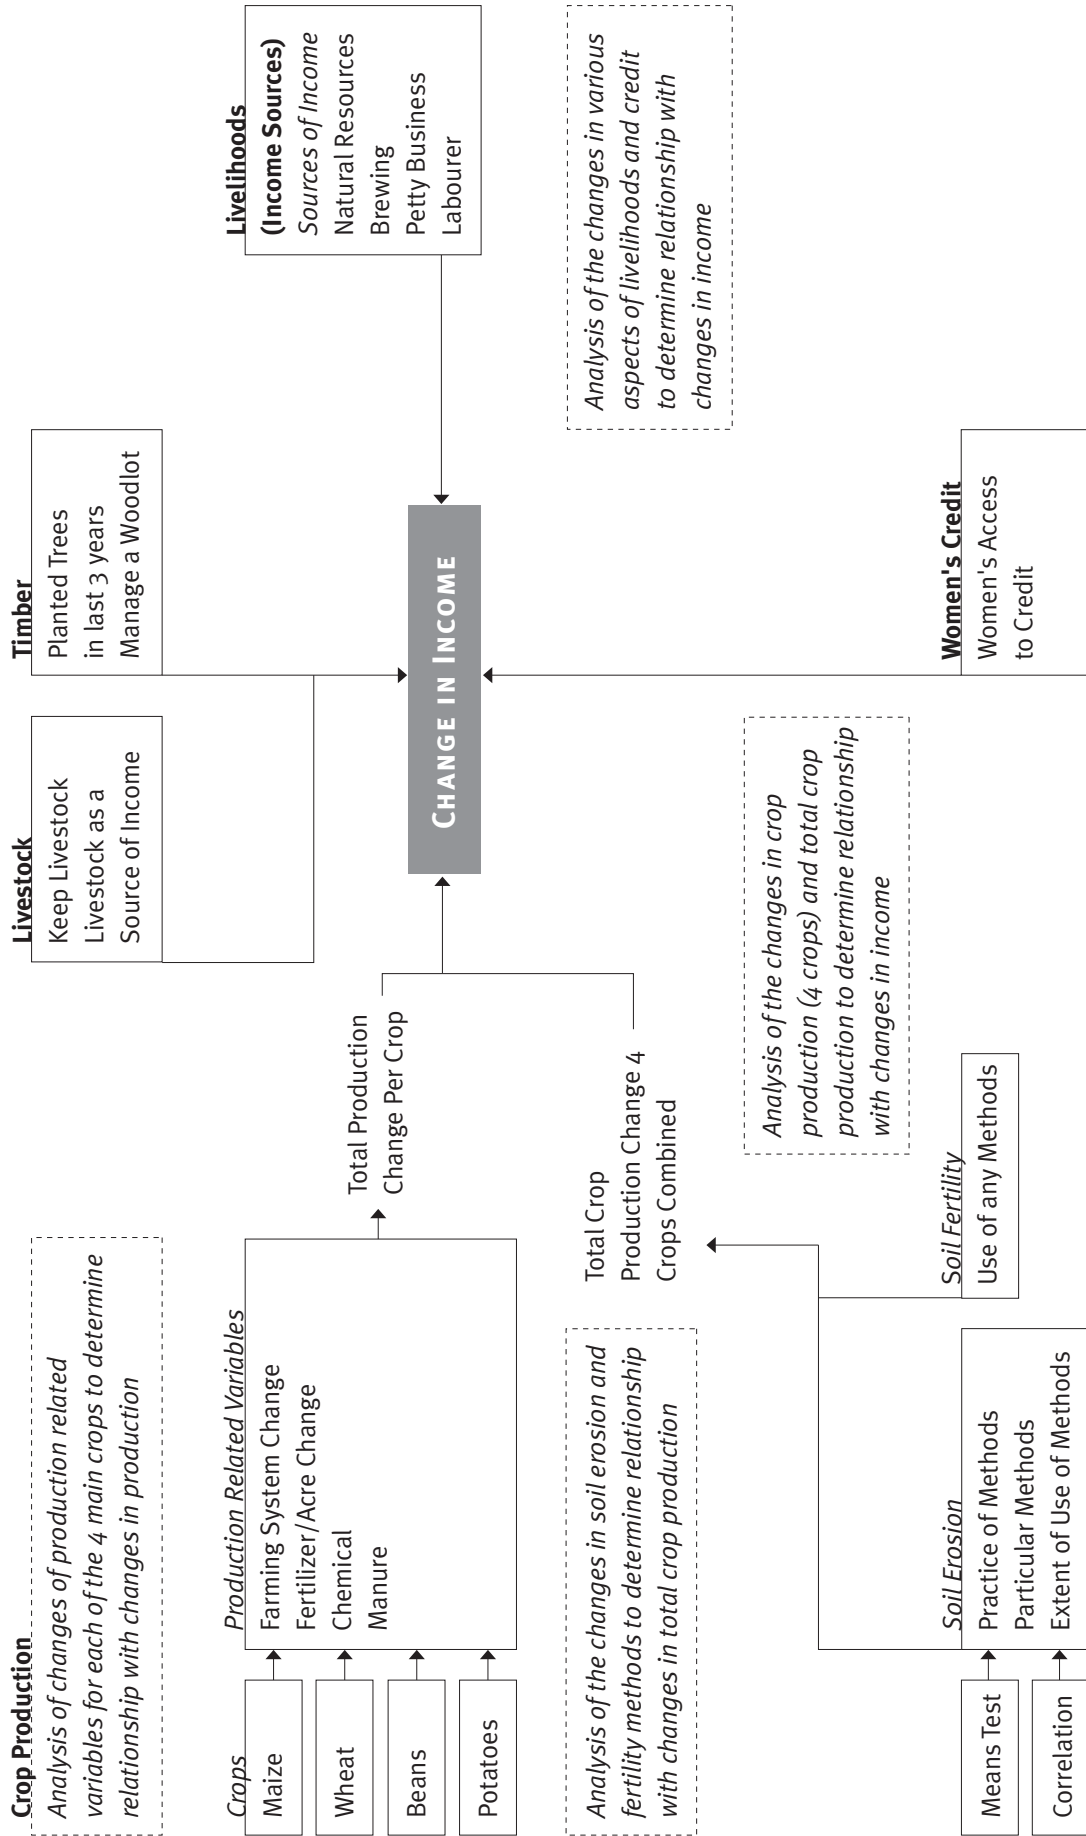 Crop Production
Analysis of changes of production related
variables for each of the 4 main crops to determine
relationship with changes in production
Livestock
Keep Livestock
Livestock as a
Source of Income
Timber
Planted Trees
in last 3 years
Manage a Woodlot
Crops
Maize
Wheat
Beans
Potatoes
Production Related Variables
Farming System Change
Fertilizer/Acre Change
Chemical
Manure
Total Production
Change Per Crop
CHANGE IN INCOME
Livelihoods
(Income Sources)
Sources of Income
Natural Resources
Brewing
Petty Business
Labourer
Analysis of the changes in soil erosion and
fertility methods to determine relationship
with changes in total crop production
Total Crop
Production Change 4
Crops Combined
Analysis of the changes in crop
production (4 crops) and total crop
production to determine relationship
with changes in income
Analysis of the changes in various
aspects of livelihoods and credit
to determine relationship with
changes in income
Means Test
Correlation
Soil Erosion
Practice of Methods
Particular Methods
Extent of Use of Methods
Soil Fertility
Use of any Methods
Women's Credit
Women's Access
to Credit